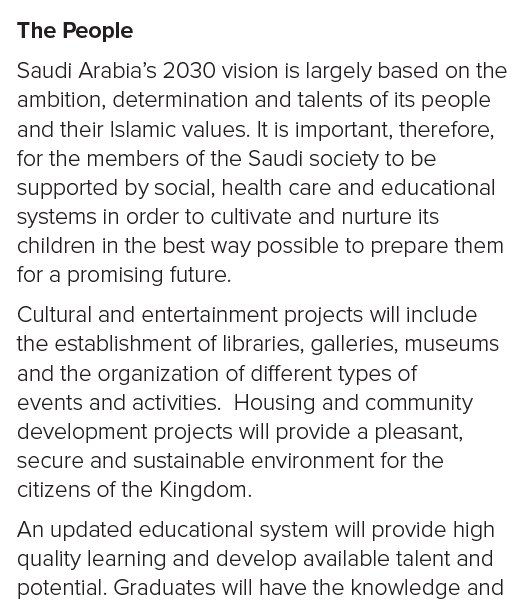 The People
Saudi Arabia’s 2030 vision is largely based on the
ambition, determination and talents of its people
and their Islamic values. It is important, therefore,
for the members of the Saudi society to be
supported by social, health care and educational
systems in order to cultivate and nurture its
children in the best way possible to prepare them
for a promising future.
Cultural and entertainment projects will include
the establishment of libraries, galleries, museums
and the organization of different types of
events and activities.  Housing and community
development projects will provide a pleasant,
secure and sustainable environment for the
citizens of the Kingdom.
An updated educational system will provide high
quality learning and develop available talent and
potential. Graduates will have the knowledge and